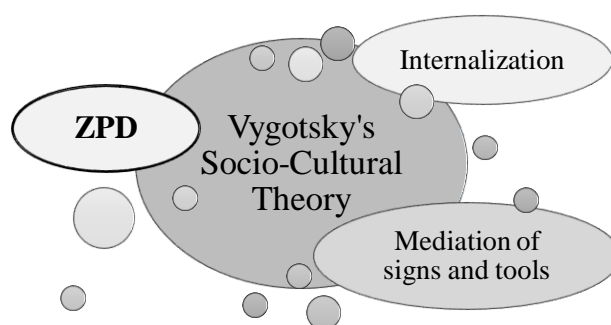 Internalization
ZPD
Vygotsky's
Socio-Cultural
Theory
Mediation of
signs and tools